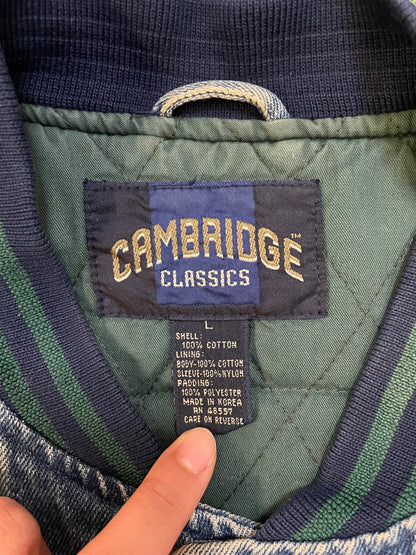 CAMBRIDGE™
CLASSICS
L
SHELL:
100% COTTON
LINING:
BODY-100% COTTON
SLEEVE-100% NYLON
PADDING:
100% POLYESTER
MADE IN KOREA
RN 48557
CARE ON REVERSE